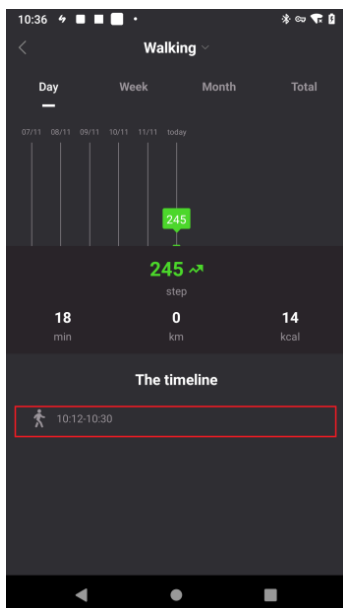 10:36
Walking
Day Week Month Total
07/11 08/11 09/11 10/11 11/11 today
245
245
step
18 0 14
min km kcal
The timeline
10:12-10:30